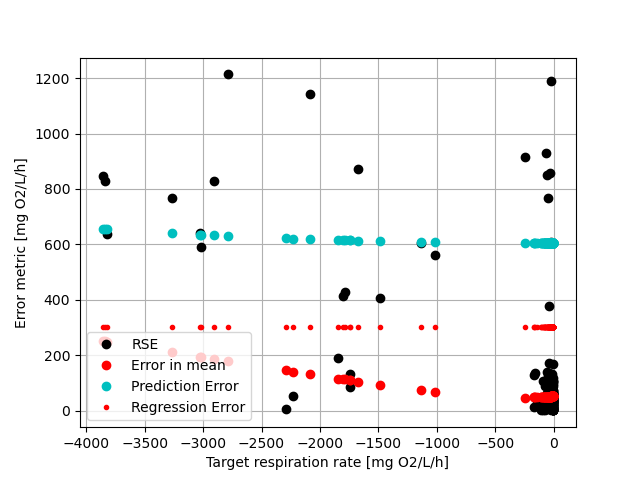 1200
1000
800
600
400
200
0
Error metric [mg O2/L/h]
RSE
Error in mean
Prediction Error
Regression Error
−4000 −3500 −3000 −2500 −2000 −1500 −1000 −500 0
Target respiration rate [mg O2/L/h]